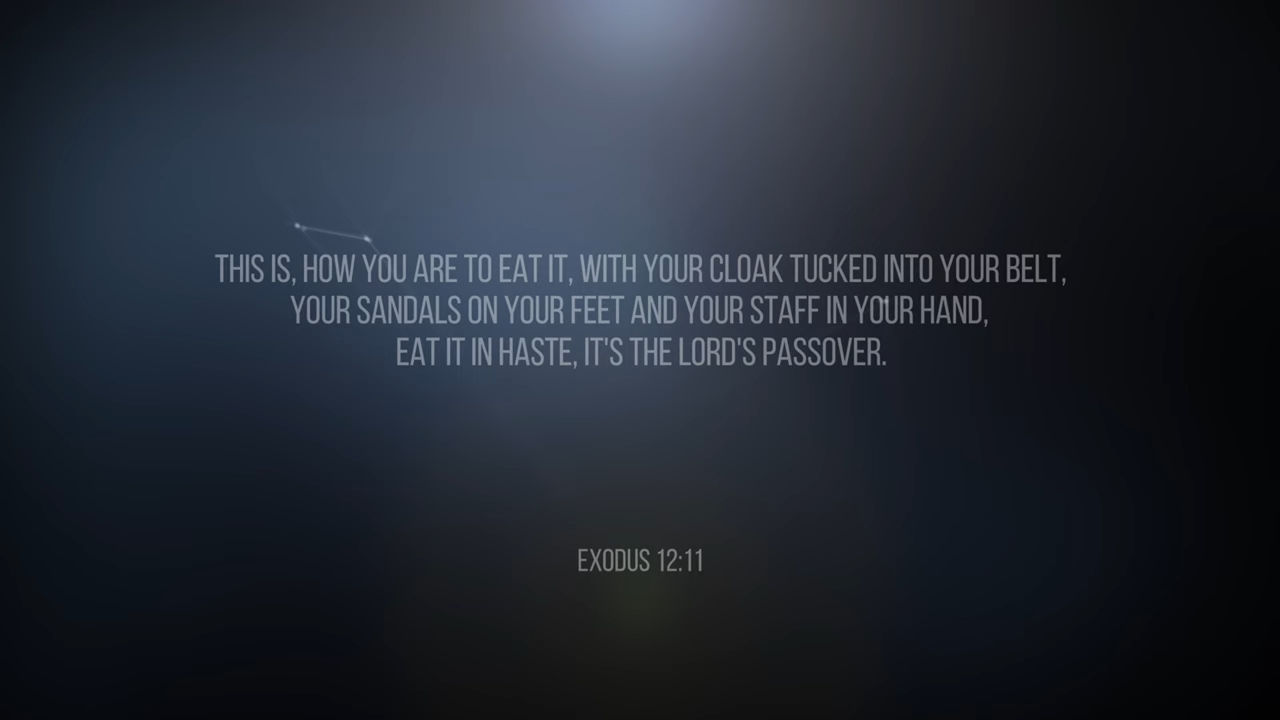 THIS IS, HOW YOU ARE TO EAT IT, WITH YOUR CLOAK TUCKED INTO YOUR BELT,
YOUR SANDALS ON YOUR FEET AND YOUR STAFF IN YOUR HAND,
EAT IT IN HASTE, IT'S THE LORD'S PASSOVER.
EXODUS 12:11